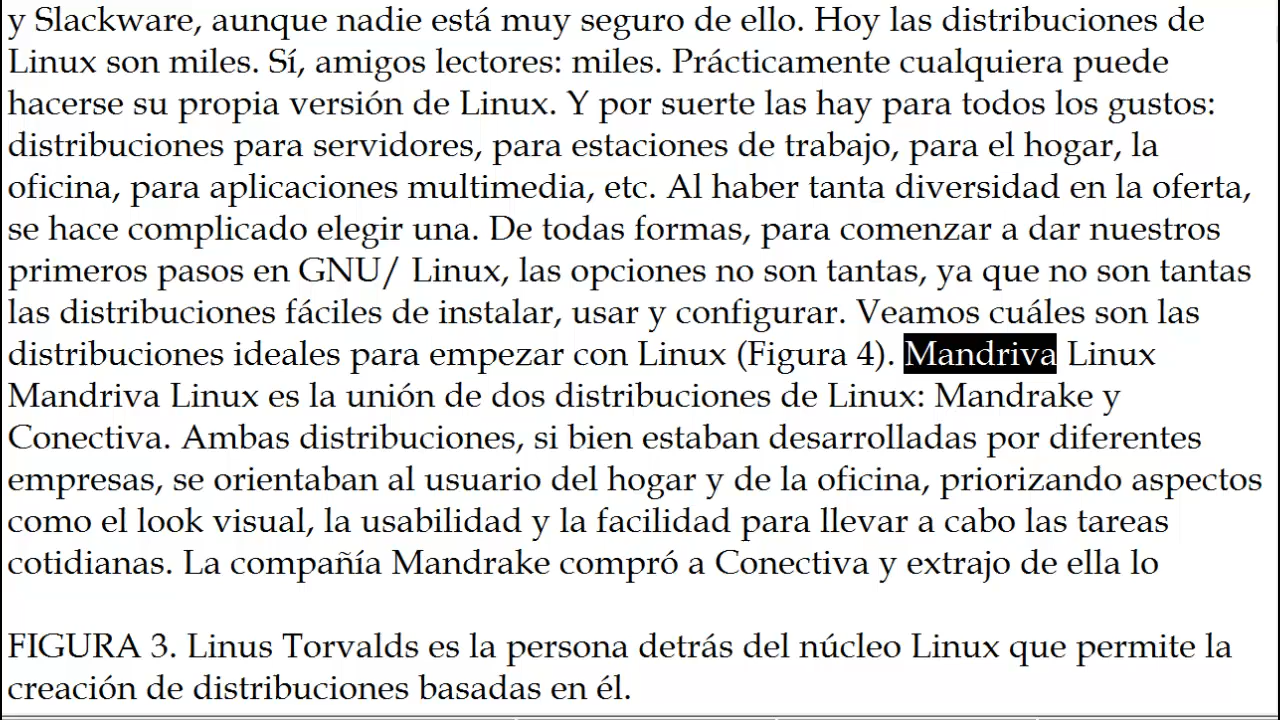 y Slackware, aunque nadie está muy seguro de ello. Hoy las distribuciones de
Linux son miles. Sí, amigos lectores: miles. Prácticamente cualquiera puede
hacerse su propia versión de Linux. Y por suerte las hay para todos los gustos:
distribuciones para servidores, para estaciones de trabajo, para el hogar, la
oficina, para aplicaciones multimedia, etc. Al haber tanta diversidad en la oferta,
se hace complicado elegir una. De todas formas, para comenzar a dar nuestros
primeros pasos en GNU/ Linux, las opciones no son tantas, ya que no son tantas
las distribuciones fáciles de instalar, usar y configurar. Veamos cuáles son las
distribuciones ideales para empezar con Linux (Figura 4). Mandriva Linux
Mandriva Linux es la unión de dos distribuciones de Linux: Mandrake y
Conectiva. Ambas distribuciones, si bien estaban desarrolladas por diferentes
empresas, se orientaban al usuario del hogar y de la oficina, priorizando aspectos
como el look visual, la usabilidad y la facilidad para llevar a cabo las tareas
cotidianas. La compañía Mandrake compró a Conectiva y extrajo de ella lo
FIGURA 3. Linus Torvalds es la persona detrás del núcleo Linux que permite la
creación de distribuciones basadas en él.